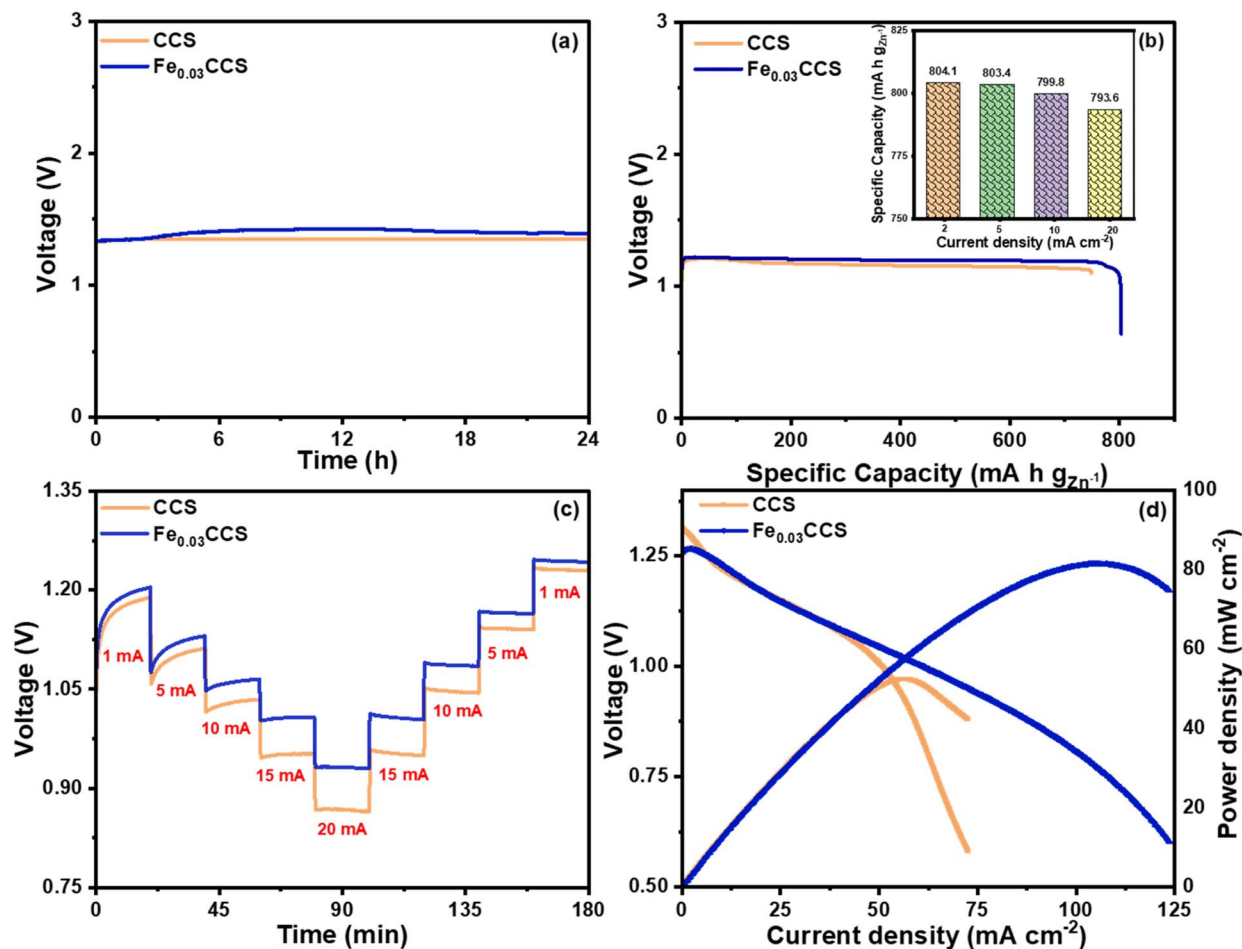 (a)
CCS
Fe0.03CCS
Voltage (V)
3
2
1
0
0 6 12 18 24
Time (h)
(b)
CCS
Fe0.03CCS
Voltage (V)
3
2
1
0
0 200 400 600 800
Specific Capacity (mA h gZn-1)
Specific Capacity (mA h gZn-1)
825
800
775
750
804.1 803.4 799.8 793.6
2 5 10 20
Current density (mA cm-2)
(c)
CCS
Fe0.03CCS
Voltage (V)
1.35
1.20
1.05
0.90
0.75
1 mA
5 mA
10 mA
15 mA
20 mA
15 mA
10 mA
5 mA
1 mA
0 45 90 135 180
Time (min)
(d)
CCS
Fe0.03CCS
Voltage (V)
1.25
1.00
0.75
0.50
0 25 50 75 100 125
Current density (mA cm-2)
100
80
60
40
20
0
Power density (mW cm-2)